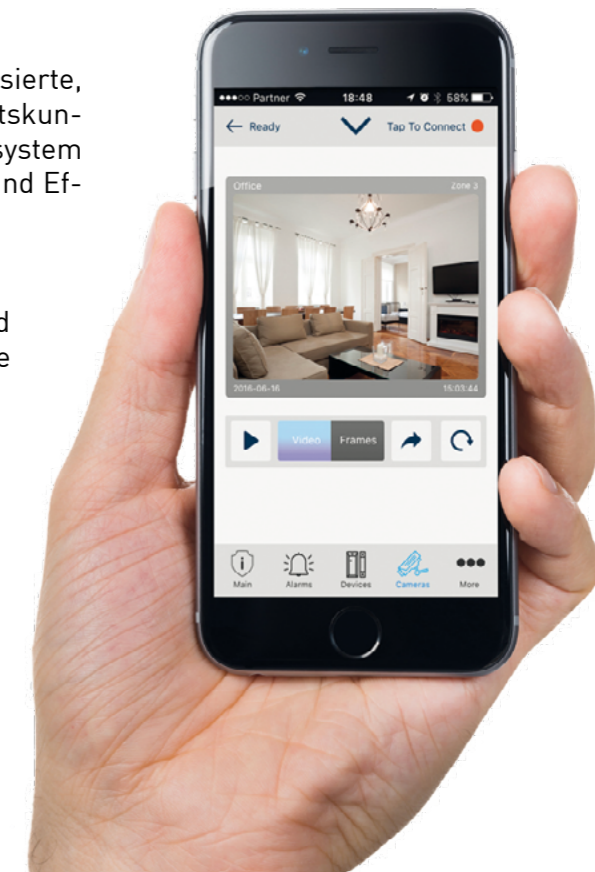 sierte,
tskun-
system
nd Ef-
d
e
Partner 18:48 68%
Ready Tap To Connect
Office Zone 3
2016-06-16 15:03:44
Video Frames
Main Alarms Devices Cameras More